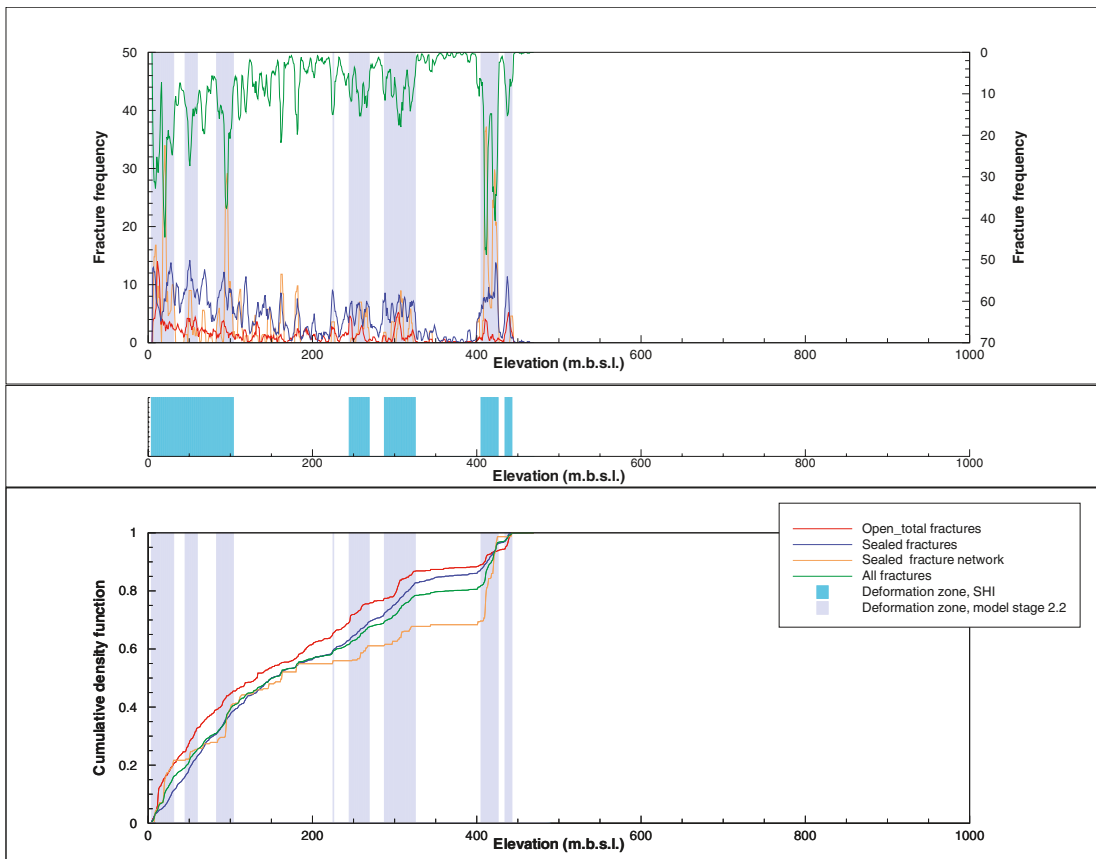 50
40
30
20
10
0
Fracture frequency
0
10
20
30
40
50
60
70
Fracture frequency
0 200 400 600 800 1000
Elevation (m.b.s.l.)
0 200 400 600 800 1000
Elevation (m.b.s.l.)
1
0.8
0.6
0.4
0.2
0
Cumulative density function
Open_total fractures
Sealed fractures
Sealed fracture network
All fractures
Deformation zone, SHI
Deformation zone, model stage 2.2
0 200 400 600 800 1000
Elevation (m.b.s.l.)